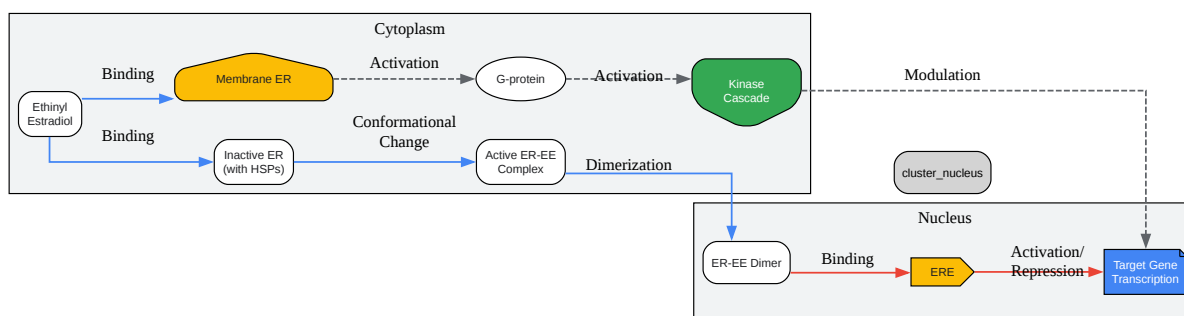 Cytoplasm
Binding
Membrane ER
Activation
G-protein
Activation
Kinase
Cascade
Modulation
Ethinyl
Estradiol
Binding
Inactive ER
(with HSPs)
Conformational
Change
Active ER-EE
Complex
Dimerization
cluster_nucleus
Nucleus
ER-EE Dimer
Binding
ERE
Activation/
Repression
Target Gene
Transcription